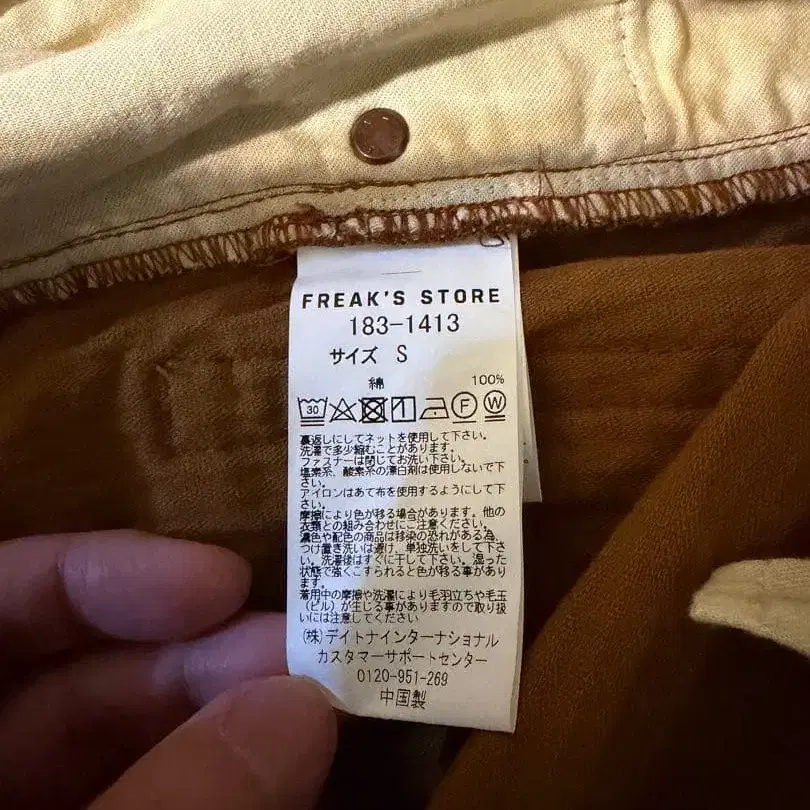 FREAK'S STORE
183-1413
サイズ S
綿 100%
30 F W
裏返しにしてネットを使用して下さい。
洗濯で多少縮むことがあります。
ファスナーは閉じてお洗い下さい。
塩素系、酸素系の漂白剤は使用しないで下
さい。
アイロンはあて布を使用するようにして下
さい。
摩擦により色が移る場合があります。他の
衣類との組み合わせにご注意ください。
濃色や配色の商品は移染の恐れがある為、
つけ置き洗いは避け、単独洗いをして下さ
い。洗濯後はすぐに干して下さい。湿った
状態で強くこすられると色が移る事があり
ます。
着用中の摩擦や洗濯により毛羽立ちや毛玉
(ピル)が生じる事がありますので取り扱
いには注意してください
(株)デイトナインターナショナル
カスタマーサポートセンター
0120-951-269
中国製